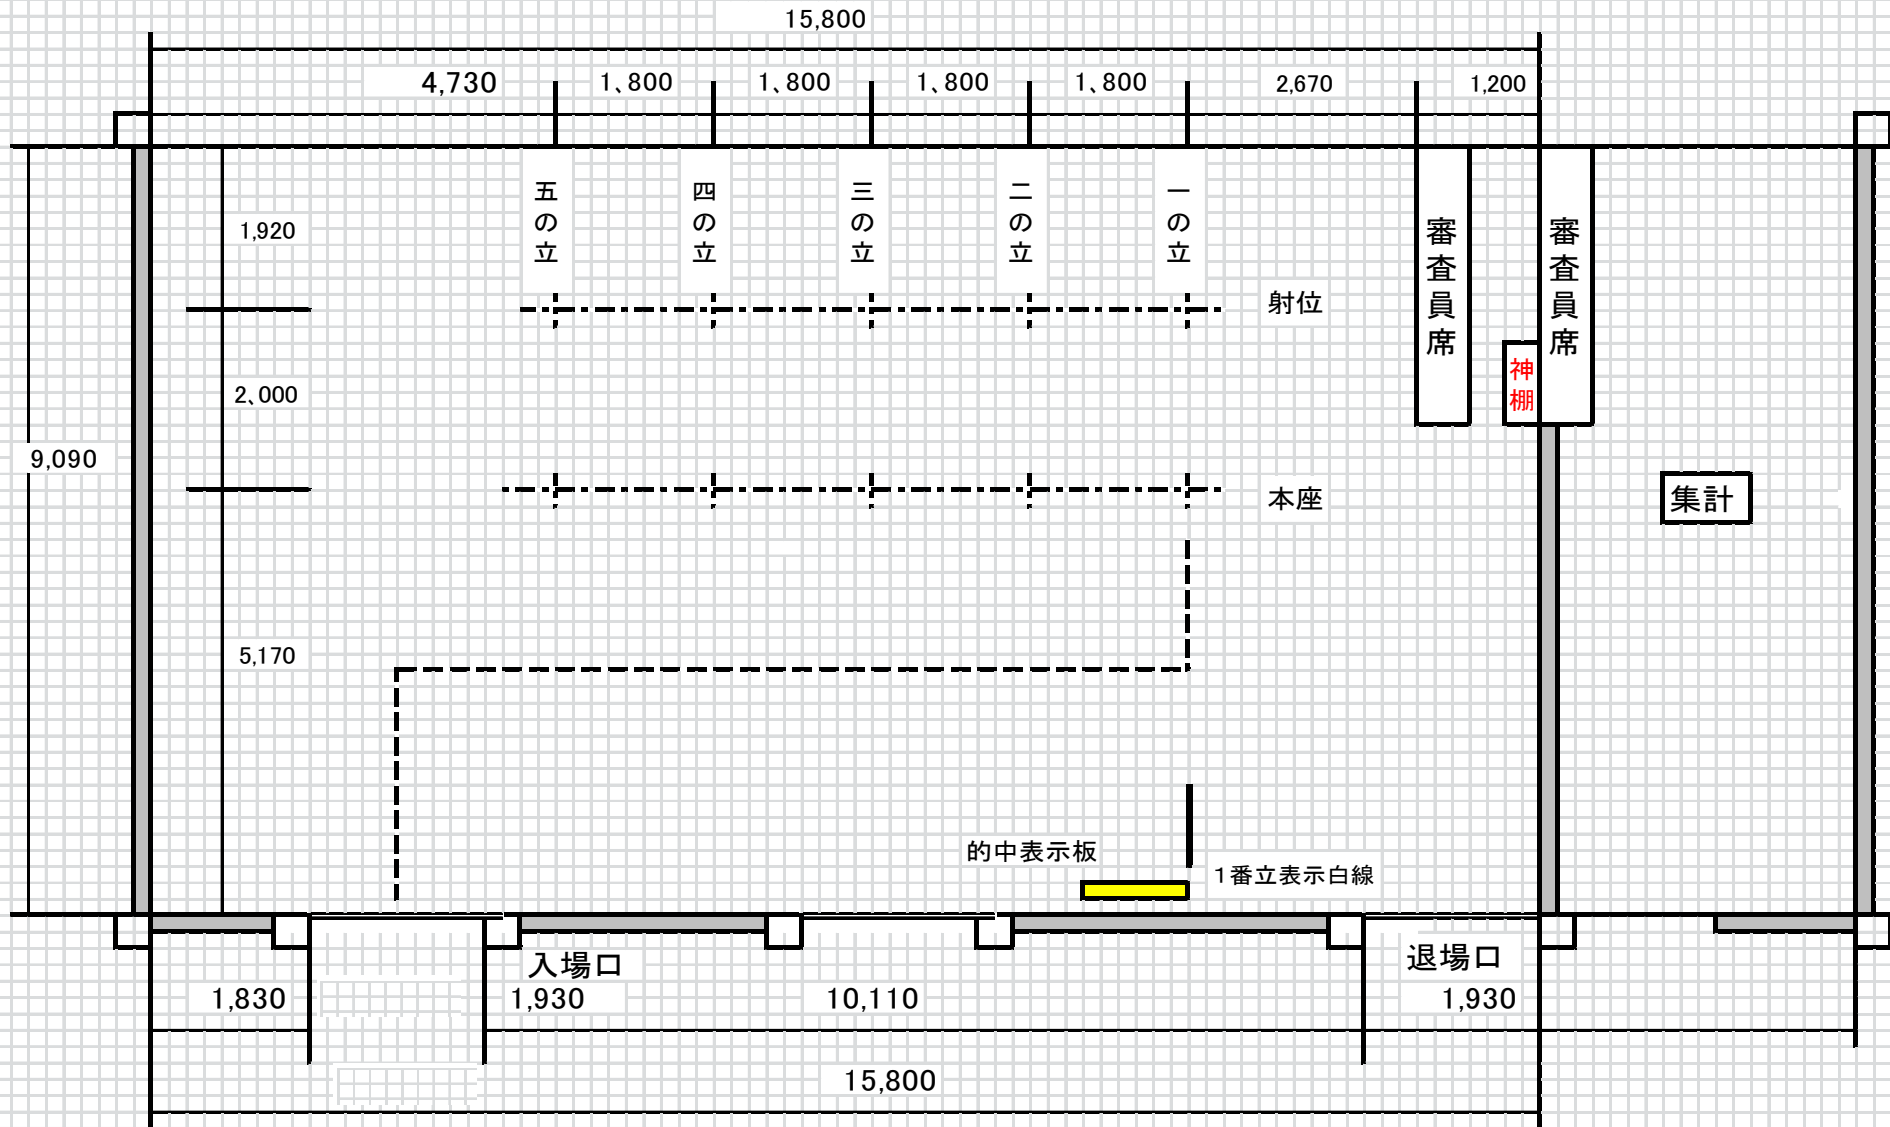 15,800
4,730
1、800
1、800
1、800
1、800
2,670
1,200
五の立
四の立
三の立
二の立
一の立
審査員席
審査員席
1,920
射位
神棚
2、000
9,090
本座
集計
5,170
的中表示板
1番立表示白線
入場口
退場口
1,830
1,930
10,110
1,930
15,800